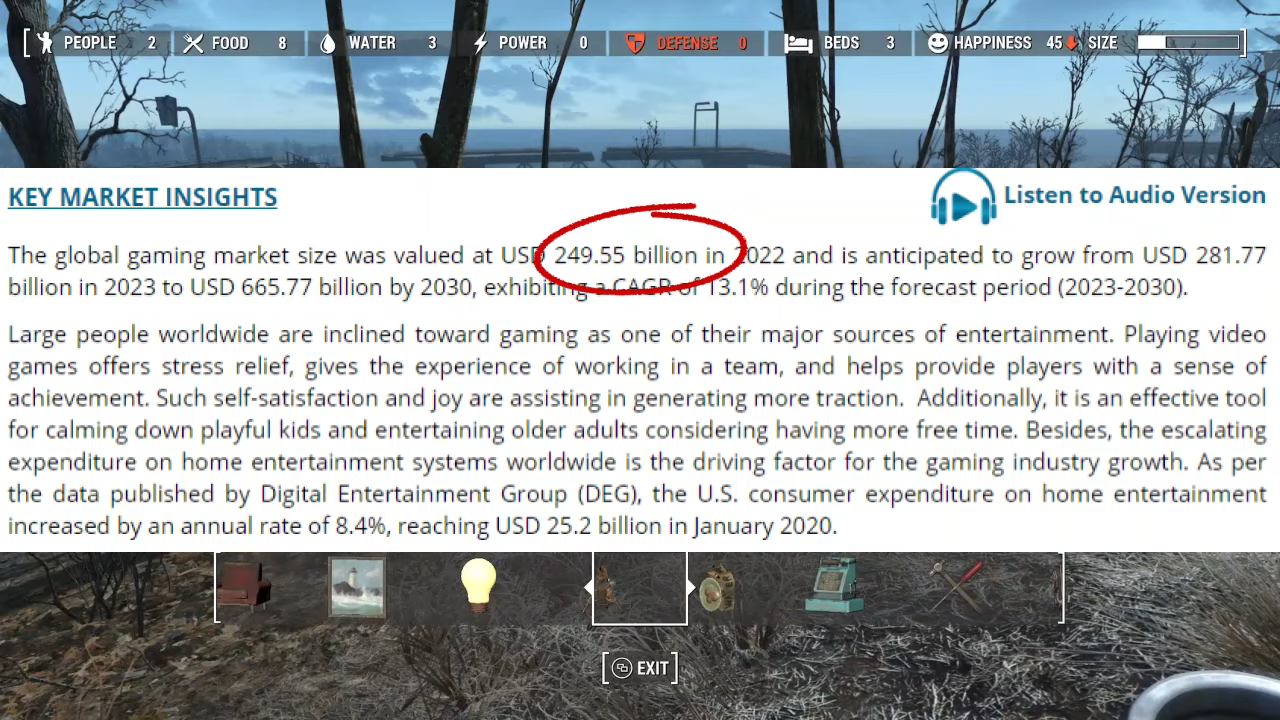 PEOPLE 2 FOOD 8 WATER 3 POWER 0 DEFENSE 0 BEDS 3 HAPPINESS 45 SIZE
KEY MARKET INSIGHTS
Listen to Audio Version
The global gaming market size was valued at USD 249.55 billion in 2022 and is anticipated to grow from USD 281.77
billion in 2023 to USD 665.77 billion by 2030, exhibiting a CAGR of 13.1% during the forecast period (2023-2030).
Large people worldwide are inclined toward gaming as one of their major sources of entertainment. Playing video
games offers stress relief, gives the experience of working in a team, and helps provide players with a sense of
achievement. Such self-satisfaction and joy are assisting in generating more traction. Additionally, it is an effective tool
for calming down playful kids and entertaining older adults considering having more free time. Besides, the escalating
expenditure on home entertainment systems worldwide is the driving factor for the gaming industry growth. As per
the data published by Digital Entertainment Group (DEG), the U.S. consumer expenditure on home entertainment
increased by an annual rate of 8.4%, reaching USD 25.2 billion in January 2020.
EXIT